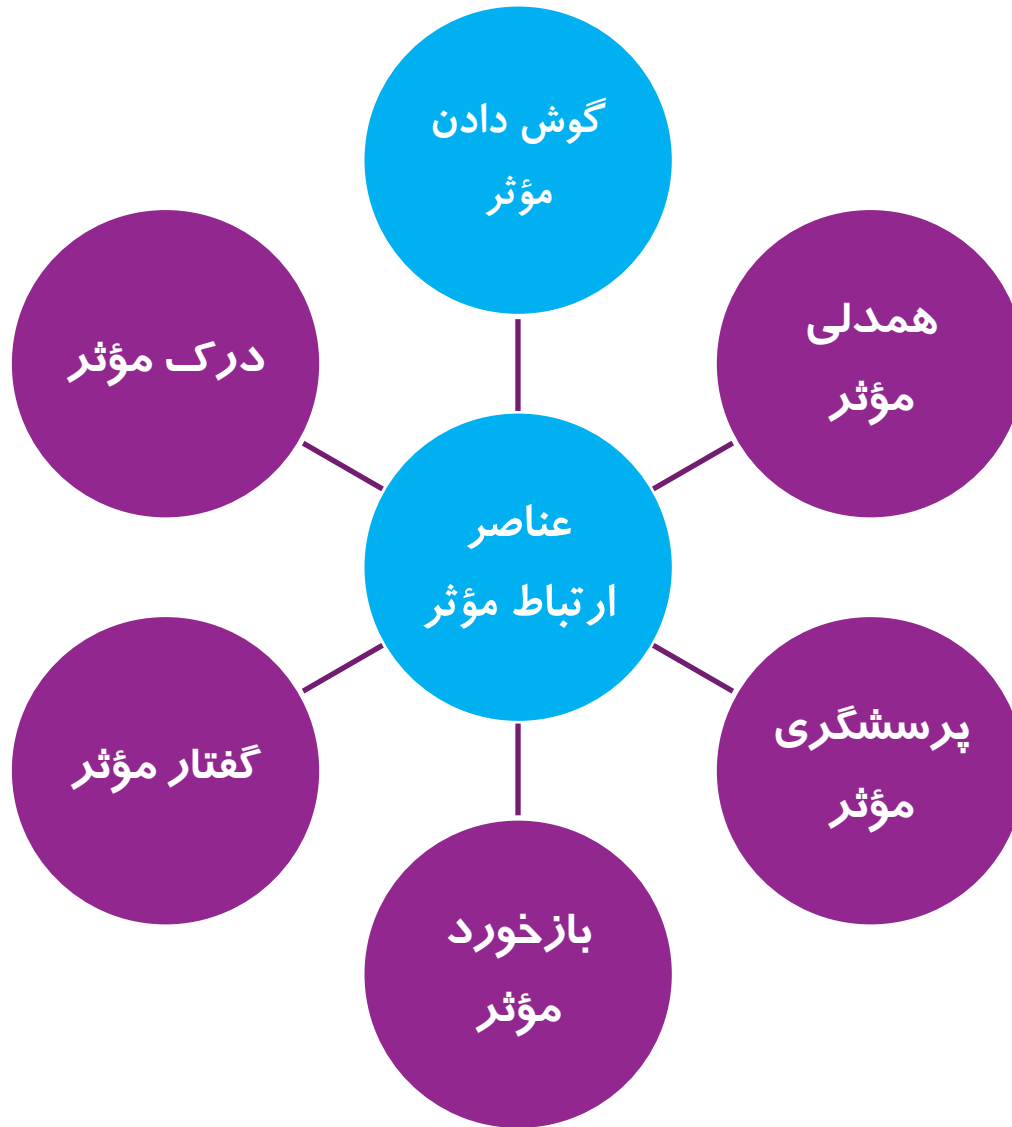 گوش دادن
مؤثر
همدلی
مؤثر
درک مؤثر
عناصر
ارتباط مؤثر
پرسشگری
مؤثر
گفتار مؤثر
بازخورد
مؤثر